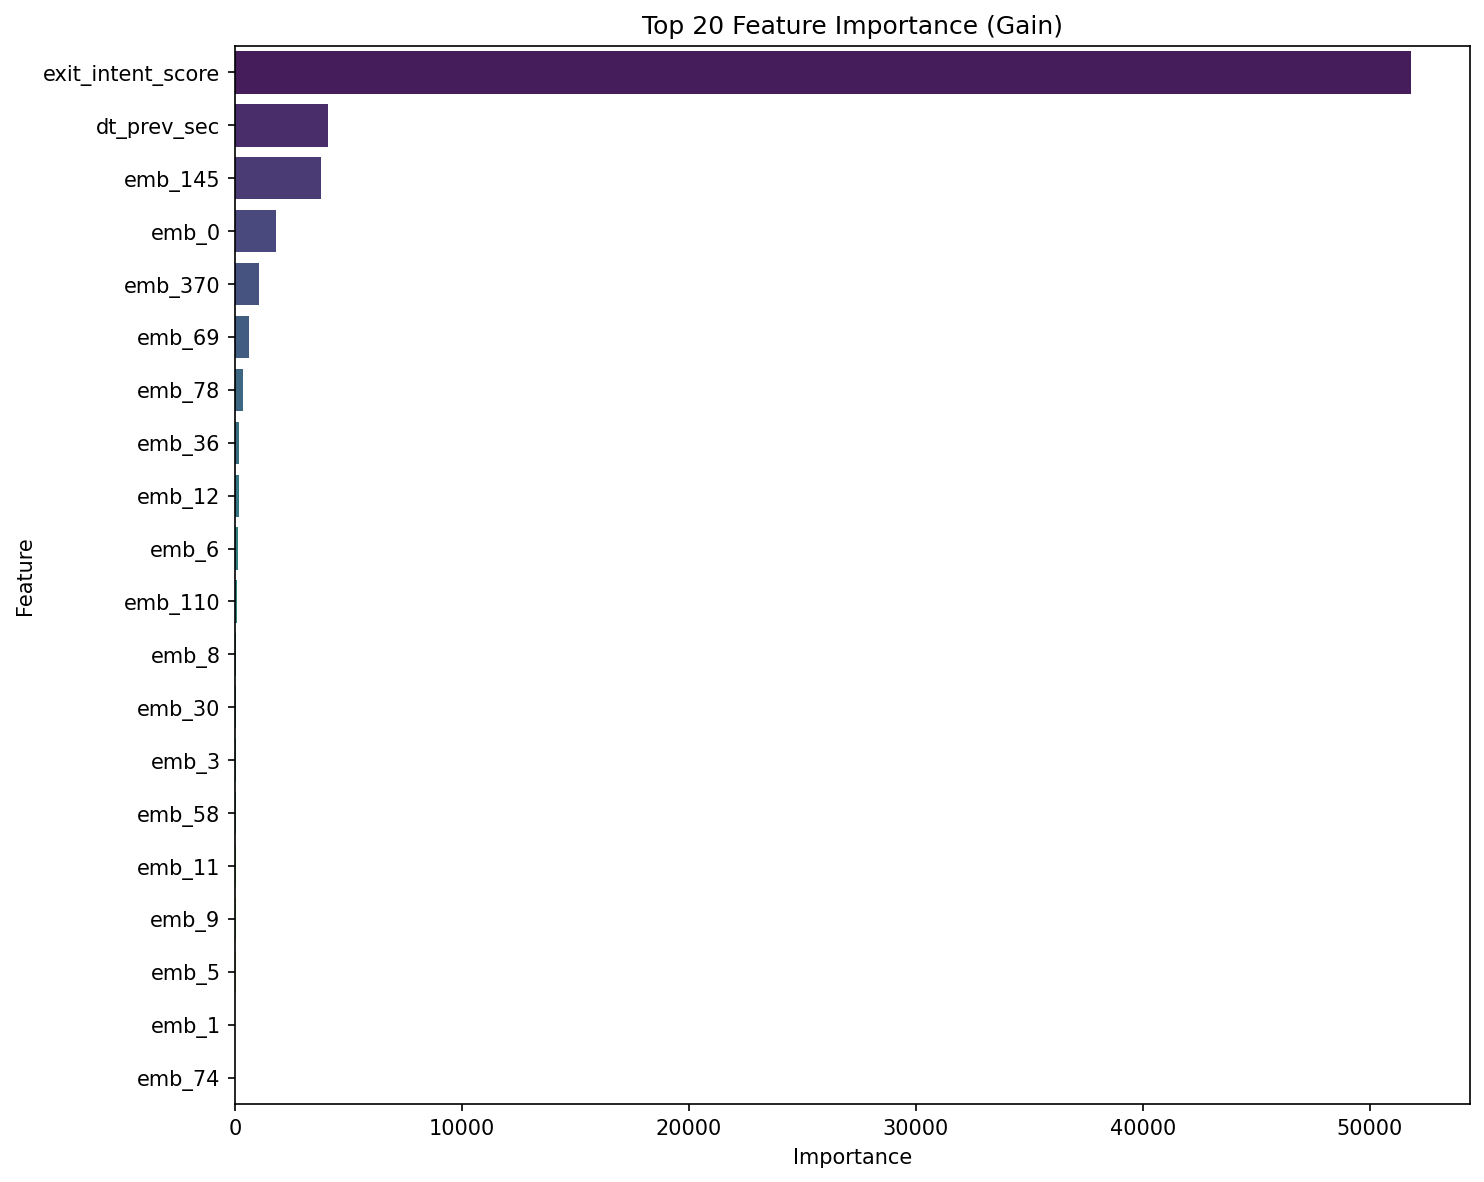 Top 20 Feature Importance (Gain)
exit_intent_score
dt_prev_sec
emb_145
emb_0
emb_370
emb_69
emb_78
emb_36
emb_12
emb_6
emb_110
emb_8
emb_30
emb_3
emb_58
emb_11
emb_9
emb_5
emb_1
emb_74
Feature
0 10000 20000 30000 40000 50000
Importance